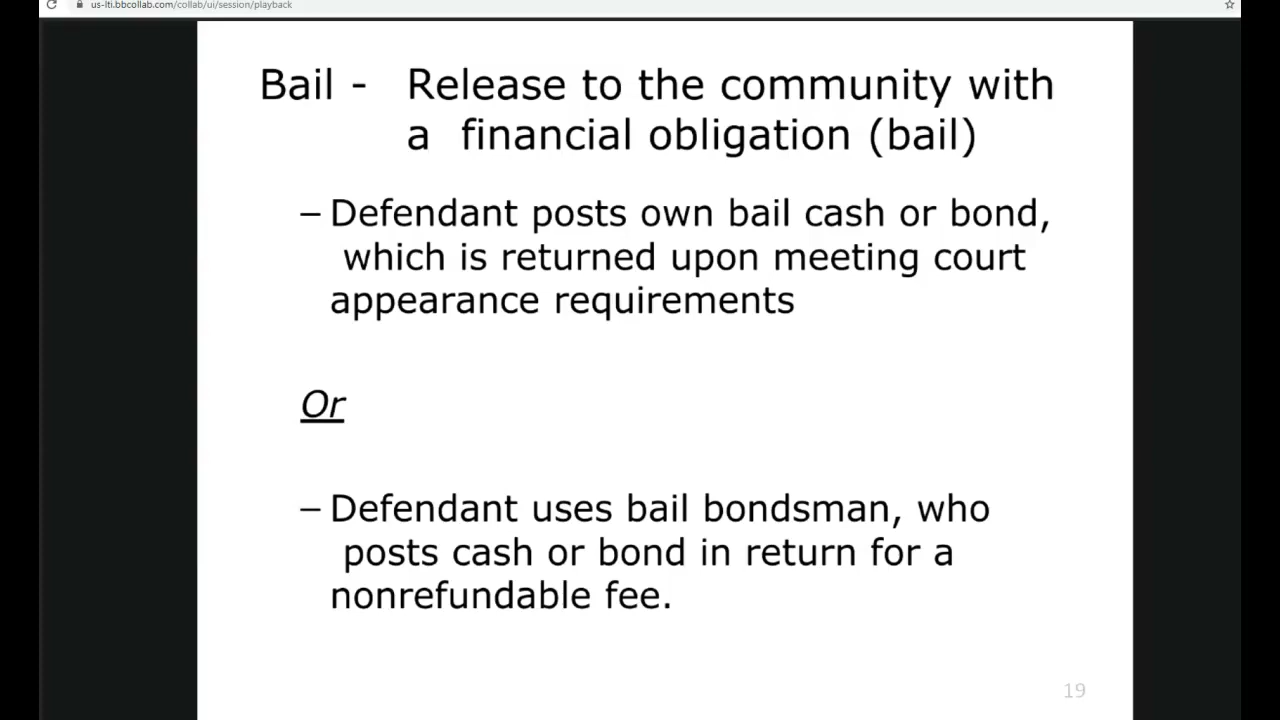 us-lti.bbcollab.com/collab/ui/session/playback
Bail - Release to the community with
a financial obligation (bail)
– Defendant posts own bail cash or bond,
which is returned upon meeting court
appearance requirements
Or
– Defendant uses bail bondsman, who
posts cash or bond in return for a
nonrefundable fee.
19